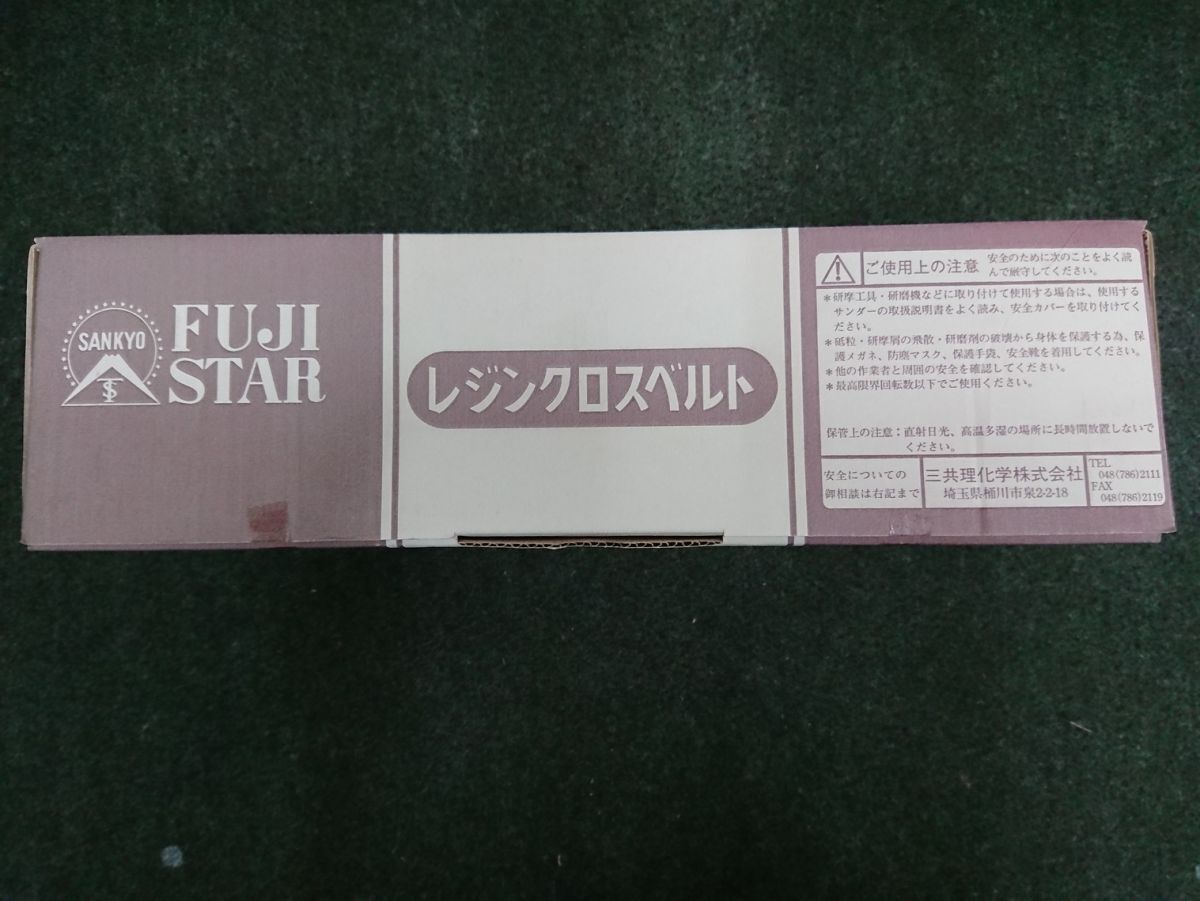 SANKYO
FUJI
STAR
レジンクロスベルト
ご使用上の注意
安全のために次のことをよく読
んで厳守してください。
*研摩工具・研磨機などに取り付けて使用する場合は、使用する
サンダーの取扱説明書をよく読み、安全カバーを取り付けてく
ださい。
*砥粒・研摩屑の飛散・研磨剤の破壊から身体を保護する為、保
護メガネ、防塵マスク、保護手袋、安全靴を着用してください。
*他の作業者と周囲の安全を確認してください。
*最高限界回転数以下でご使用ください。
保管上の注意：直射日光、高温多湿の場所に長時間放置しないで
ください。
安全についての
御相談は右記まで
三共理化学株式会社
埼玉県桶川市泉2-2-18
TEL
048(786)2111
FAX
048(786)2119